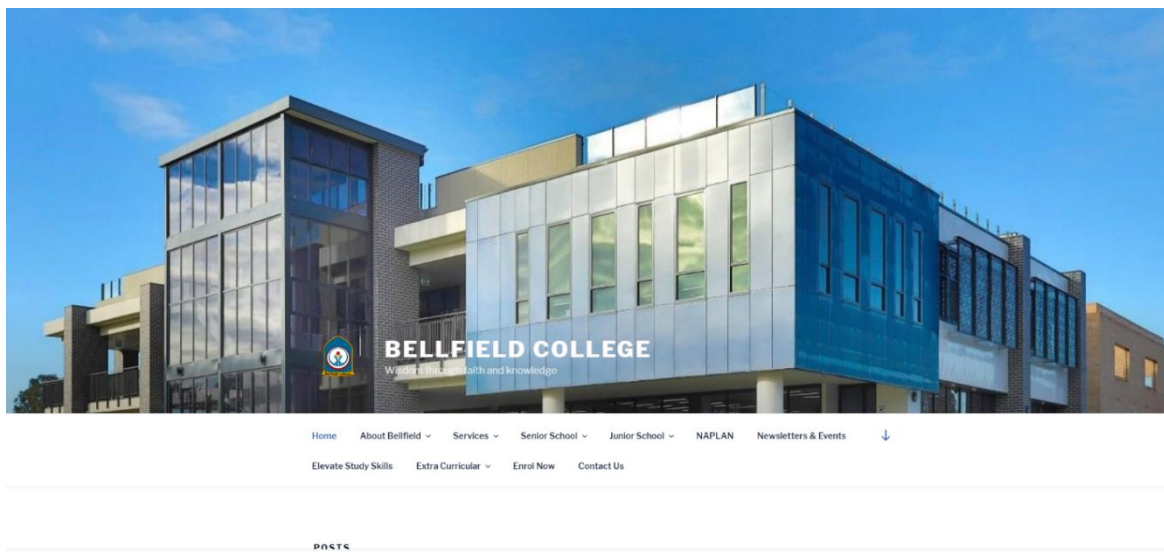 BELLFIELD COLLEGE
Wisdom through faith and knowledge
Home About Bellfield Services Senior School Junior School NAPLAN Newsletters & Events
Elevate Study Skills Extra Curricular Enrol Now Contact Us
POSTS